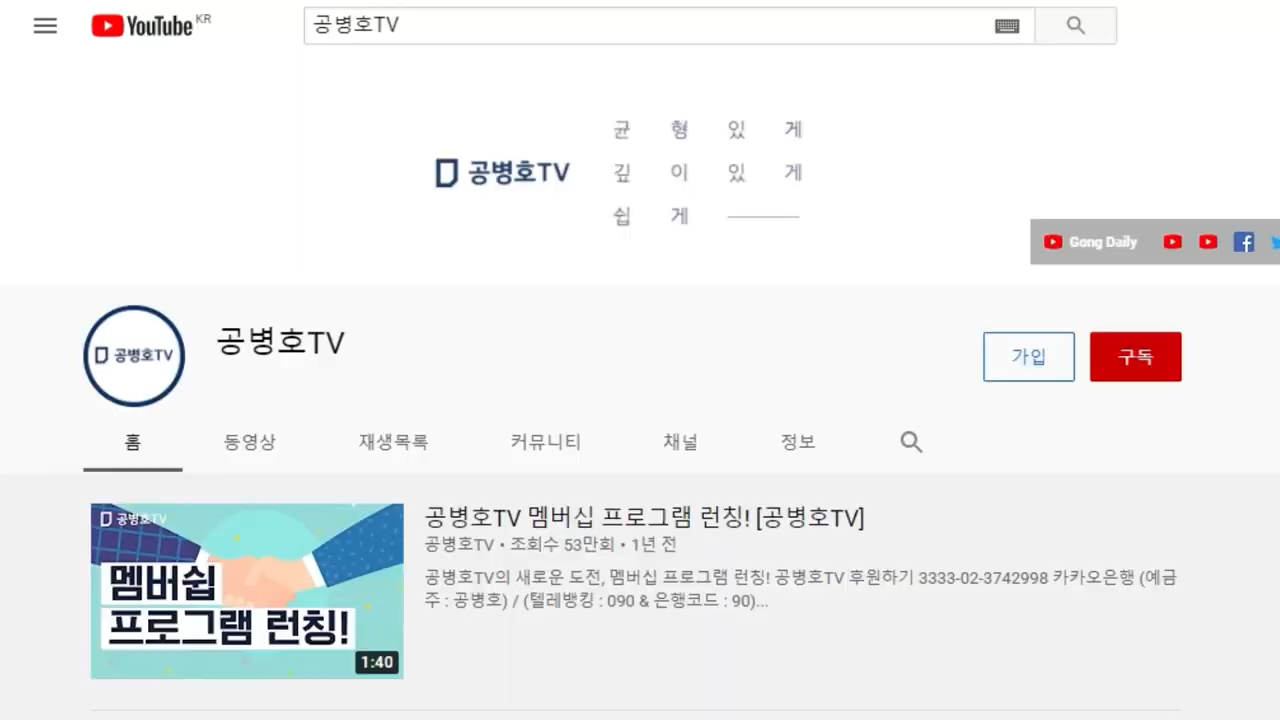 YouTube KR
공병호TV
균 형 있 게
공병호TV
깊 이 있 게
쉽 게
Gong Daily
공병호TV
공병호TV
가입
구독
홈
동영상
재생목록
커뮤니티
채널
정보
공병호TV
멤버쉽
프로그램 런칭!
1:40
공병호TV 멤버십 프로그램 런칭! [공병호TV]
공병호TV • 조회수 53만회 • 1년 전
공병호TV의 새로운 도전, 멤버십 프로그램 런칭! 공병호TV 후원하기 3333-02-3742998 카카오은행 (예금
주 : 공병호) / (텔레뱅킹 : 090 & 은행코드 : 90)...